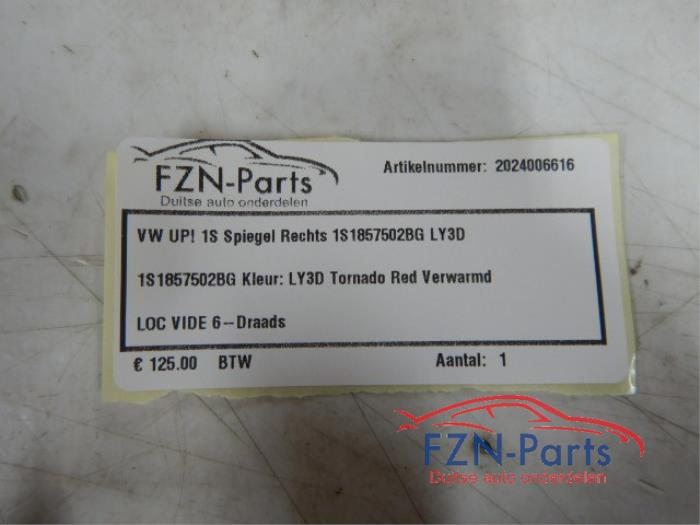 FZN-Parts
Duitse auto onderdelen
Artikelnummer: 2024006616
VW UP! 1S Spiegel Rechts 1S1857502BG LY3D
1S1857502BG Kleur: LY3D Tornado Red Verwarmd
LOC VIDE 6-Draads
€ 125.00 BTW Aantal: 1
FZN-Parts
Duitse auto onderdelen